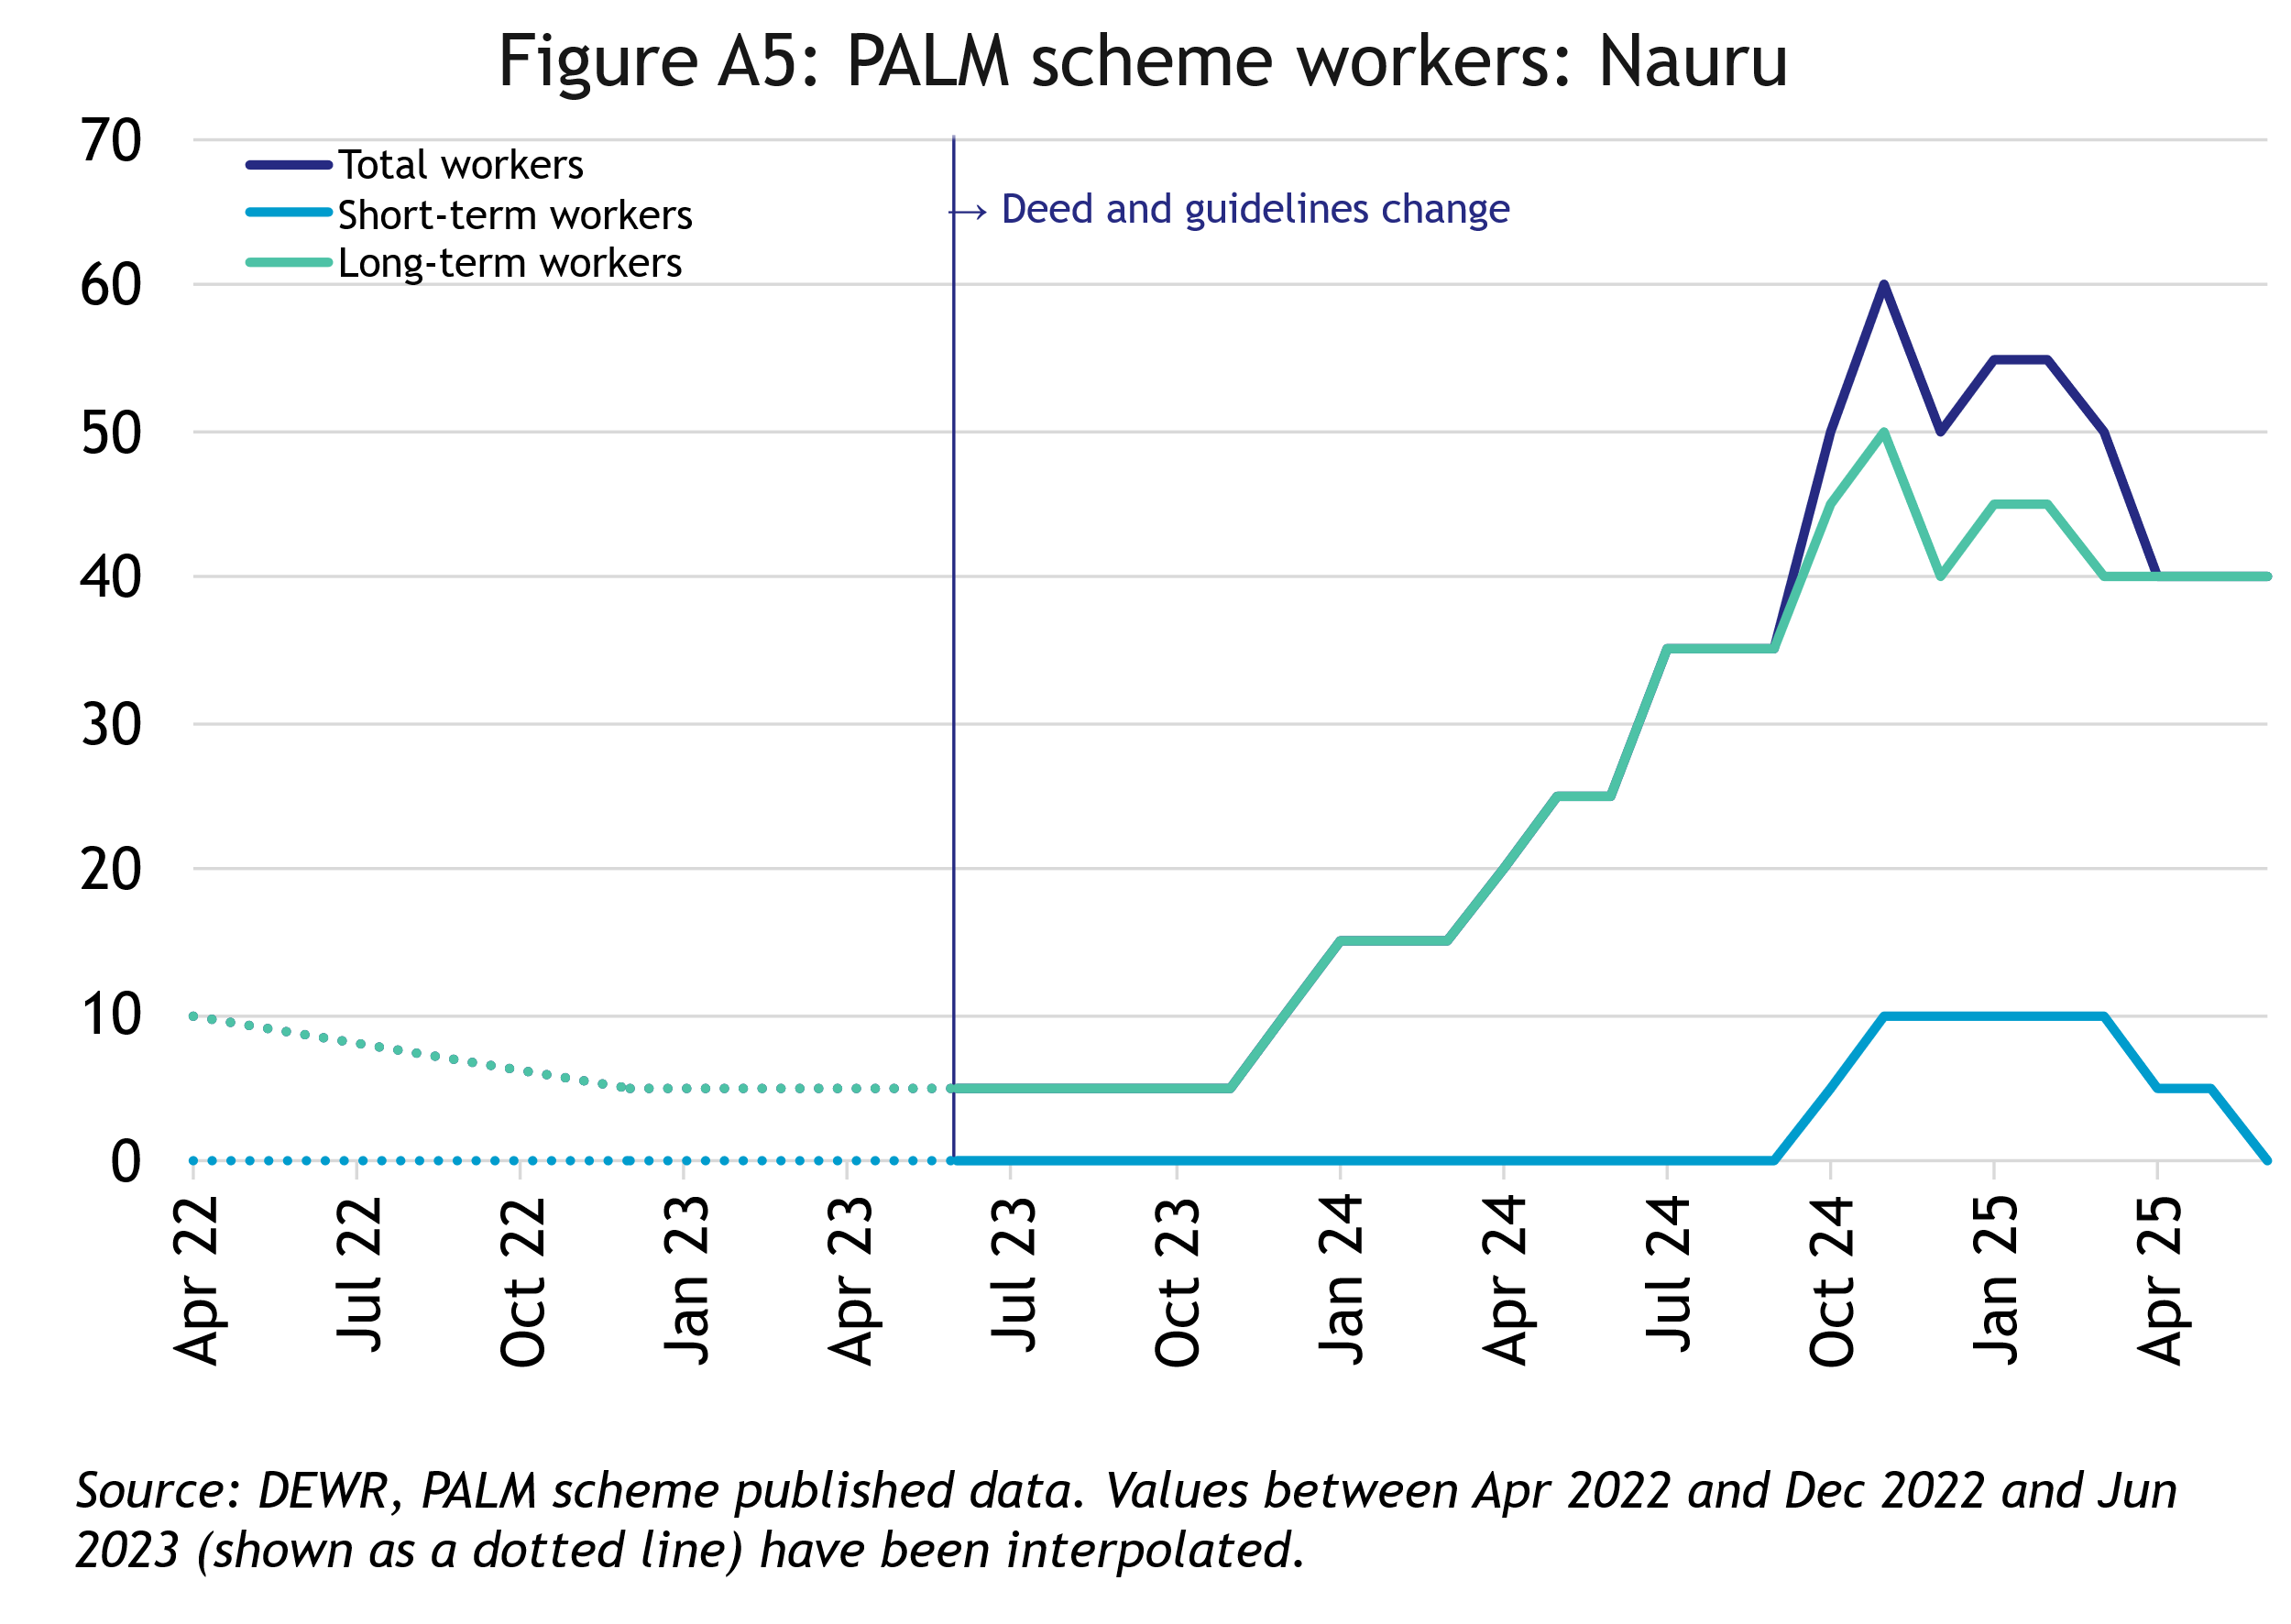 Figure A5: PALM scheme workers: Nauru
70
60
50
40
30
20
10
0
Total workers
Short-term workers
Long-term workers
→ Deed and guidelines change
Apr 22
Jul 22
Oct 22
Jan 23
Apr 23
Jul 23
Oct 23
Jan 24
Apr 24
Jul 24
Oct 24
Jan 25
Apr 25
Source: DEWR, PALM scheme published data. Values between Apr 2022 and Dec 2022 and Jun
2023 (shown as a dotted line) have been interpolated.